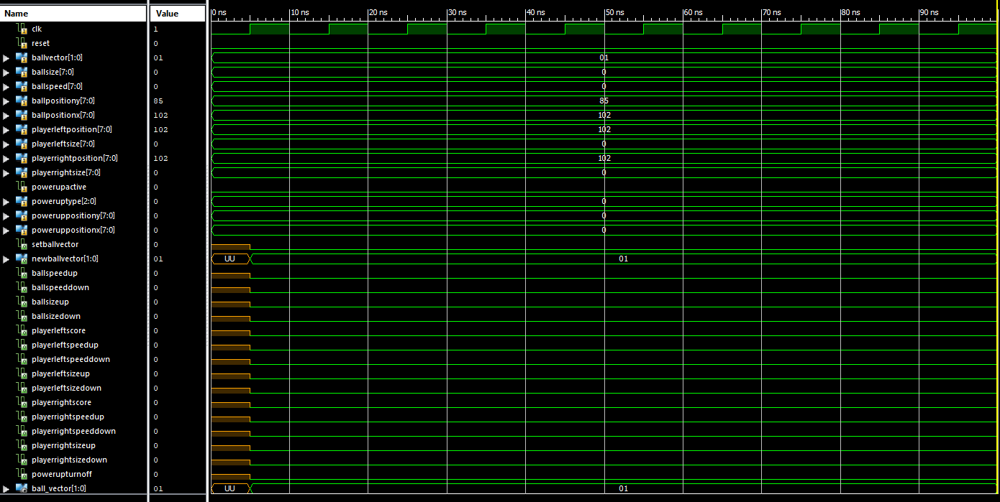 Name Value 0 ns 10 ns 20 ns 30 ns 40 ns 50 ns 60 ns 70 ns 80 ns 90 ns
clk 1
reset 0
ballvector[1:0] 01 01
ballsize[7:0] 0 0
ballspeed[7:0] 0 0
ballpositiony[7:0] 85 85
ballpositionx[7:0] 102 102
playerleftposition[7:0] 102 102
playerleftsize[7:0] 0 0
playerrightposition[7:0] 102 102
playerrightsize[7:0] 0 0
powerupactive 0
poweruptype[2:0] 0 0
poweruppositiony[7:0] 0 0
poweruppositionx[7:0] 0 0
setballvector 0
newballvector[1:0] 01 UU 01
ballspeedup 0
ballspeeddown 0
ballsizeup 0
ballsizedown 0
playerleftscore 0
playerleftspeedup 0
playerleftspeeddown 0
playerleftsizeup 0
playerleftsizedown 0
playerrightscore 0
playerrightspeedup 0
playerrightspeeddown 0
playerrightsizeup 0
playerrightsizedown 0
powerupturnoff 0
ball_vector[1:0] 01 UU 01